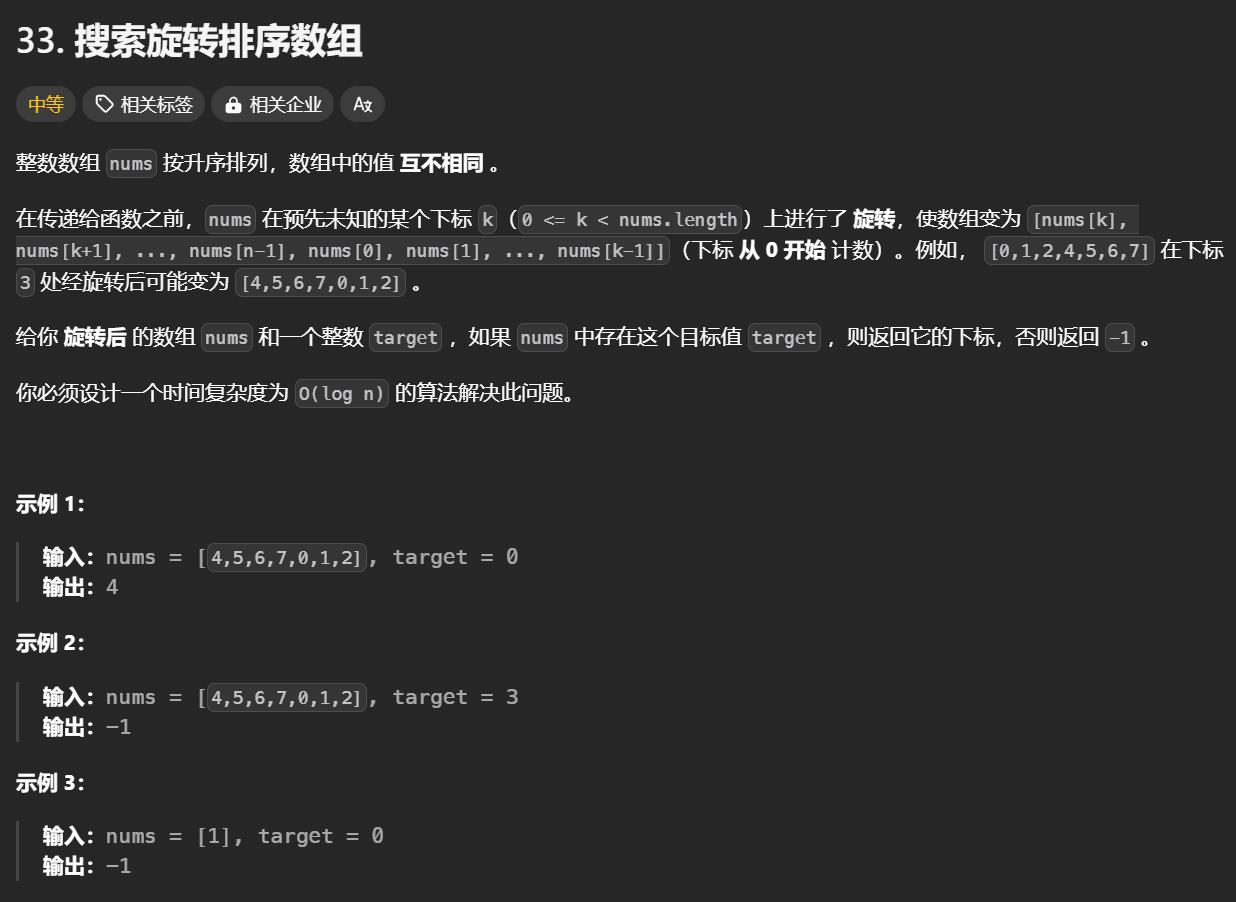 33. 搜索旋转排序数组
中等 相关标签 相关企业 A文
整数数组 nums 按升序排列，数组中的值 互不相同 。
在传递给函数之前，nums 在预先未知的某个下标 k（0 <= k < nums.length）上进行了 旋转，使数组变为 [nums[k],
nums[k+1], ..., nums[n-1], nums[0], nums[1], ..., nums[k-1]]（下标 从 0 开始 计数）。例如， [0,1,2,4,5,6,7] 在下标
3 处经旋转后可能变为 [4,5,6,7,0,1,2] 。
给你 旋转后 的数组 nums 和一个整数 target ，如果 nums 中存在这个目标值 target ，则返回它的下标，否则返回 -1 。
你必须设计一个时间复杂度为 O(log n) 的算法解决此问题。
示例 1：
输入：nums = [4,5,6,7,0,1,2], target = 0
输出：4
示例 2：
输入：nums = [4,5,6,7,0,1,2], target = 3
输出：-1
示例 3：
输入：nums = [1], target = 0
输出：-1